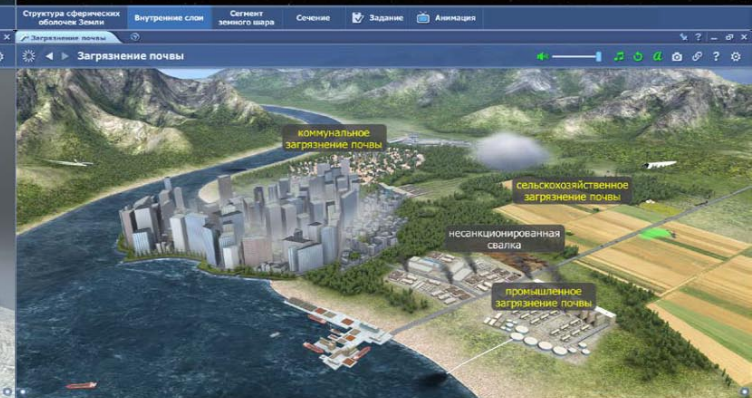 Структура сферических
оболочек Земли
Внутренние слои
Сегмент
земного шара
Сечение
Задание
Анимация
Загрязнение почвы
Загрязнение почвы
коммунальное
загрязнение почвы
сельскохозяйственное
загрязнение почвы
несанкционированная
свалка
промышленное
загрязнение почвы